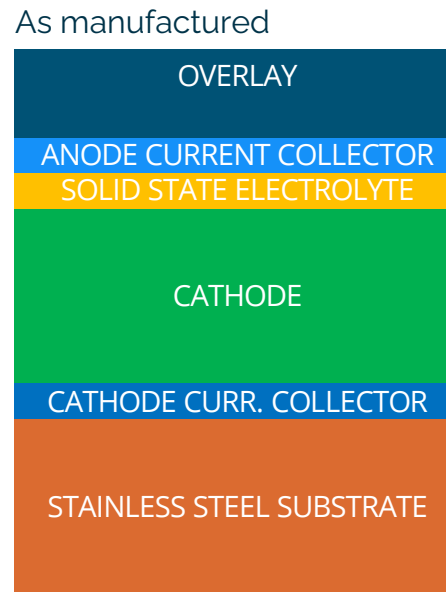 As manufactured
OVERLAY
ANODE CURRENT COLLECTOR
SOLID STATE ELECTROLYTE
CATHODE
CATHODE CURR. COLLECTOR
STAINLESS STEEL SUBSTRATE